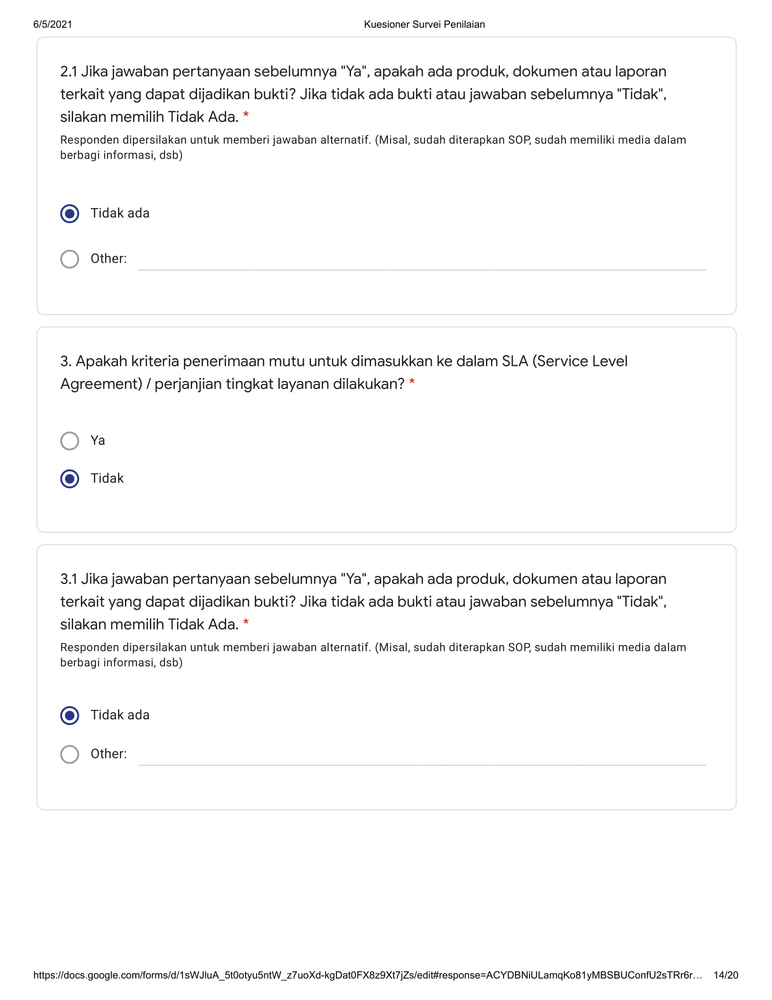 6/5/2021 Kuesioner Survei Penilaian
2.1 Jika jawaban pertanyaan sebelumnya "Ya", apakah ada produk, dokumen atau laporan
terkait yang dapat dijadikan bukti? Jika tidak ada bukti atau jawaban sebelumnya "Tidak",
silakan memilih Tidak Ada. *
Responden dipersilakan untuk memberi jawaban alternatif. (Misal, sudah diterapkan SOP, sudah memiliki media dalam
berbagi informasi, dsb)
Tidak ada
Other:
3. Apakah kriteria penerimaan mutu untuk dimasukkan ke dalam SLA (Service Level
Agreement) / perjanjian tingkat layanan dilakukan? *
Ya
Tidak
3.1 Jika jawaban pertanyaan sebelumnya "Ya", apakah ada produk, dokumen atau laporan
terkait yang dapat dijadikan bukti? Jika tidak ada bukti atau jawaban sebelumnya "Tidak",
silakan memilih Tidak Ada. *
Responden dipersilakan untuk memberi jawaban alternatif. (Misal, sudah diterapkan SOP, sudah memiliki media dalam
berbagi informasi, dsb)
Tidak ada
Other:
https://docs.google.com/forms/d/1sWJluA_5t0otyu5ntW_z7uoXd-kgDat0FX8z9Xt7jZs/edit#response=ACYDBNiULamqKo81yMBSBUConfU2sTRr6r… 14/20